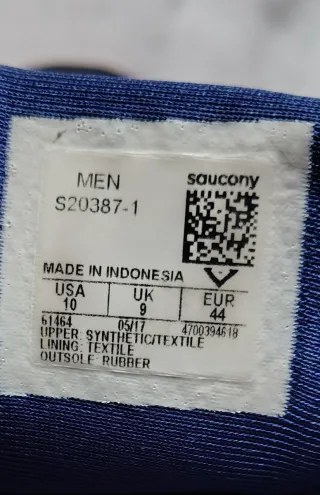 MEN saucony
S20387-1
MADE IN INDONESIA
USA UK EUR
10 9 44
61464 05/17 4700394618
UPPER: SYNTHETIC/TEXTILE
LINING: TEXTILE
OUTSOLE: RUBBER